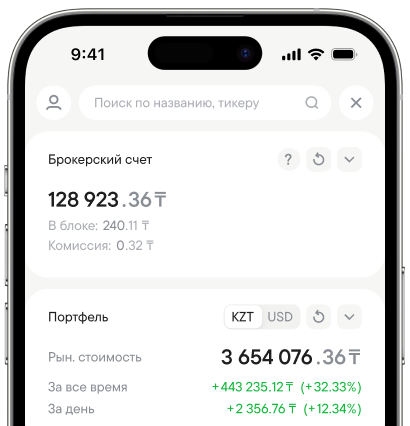 9:41
Поиск по названию, тикеру
Брокерский счет ?
128 923.36 ₸
В блоке: 240.11 ₸
Комиссия: 0.32 ₸
Портфель KZT USD
Рын. стоимость 3 654 076.36 ₸
За все время +443 235.12 ₸ (+32.33%)
За день +2 356.76 ₸ (+12.34%)